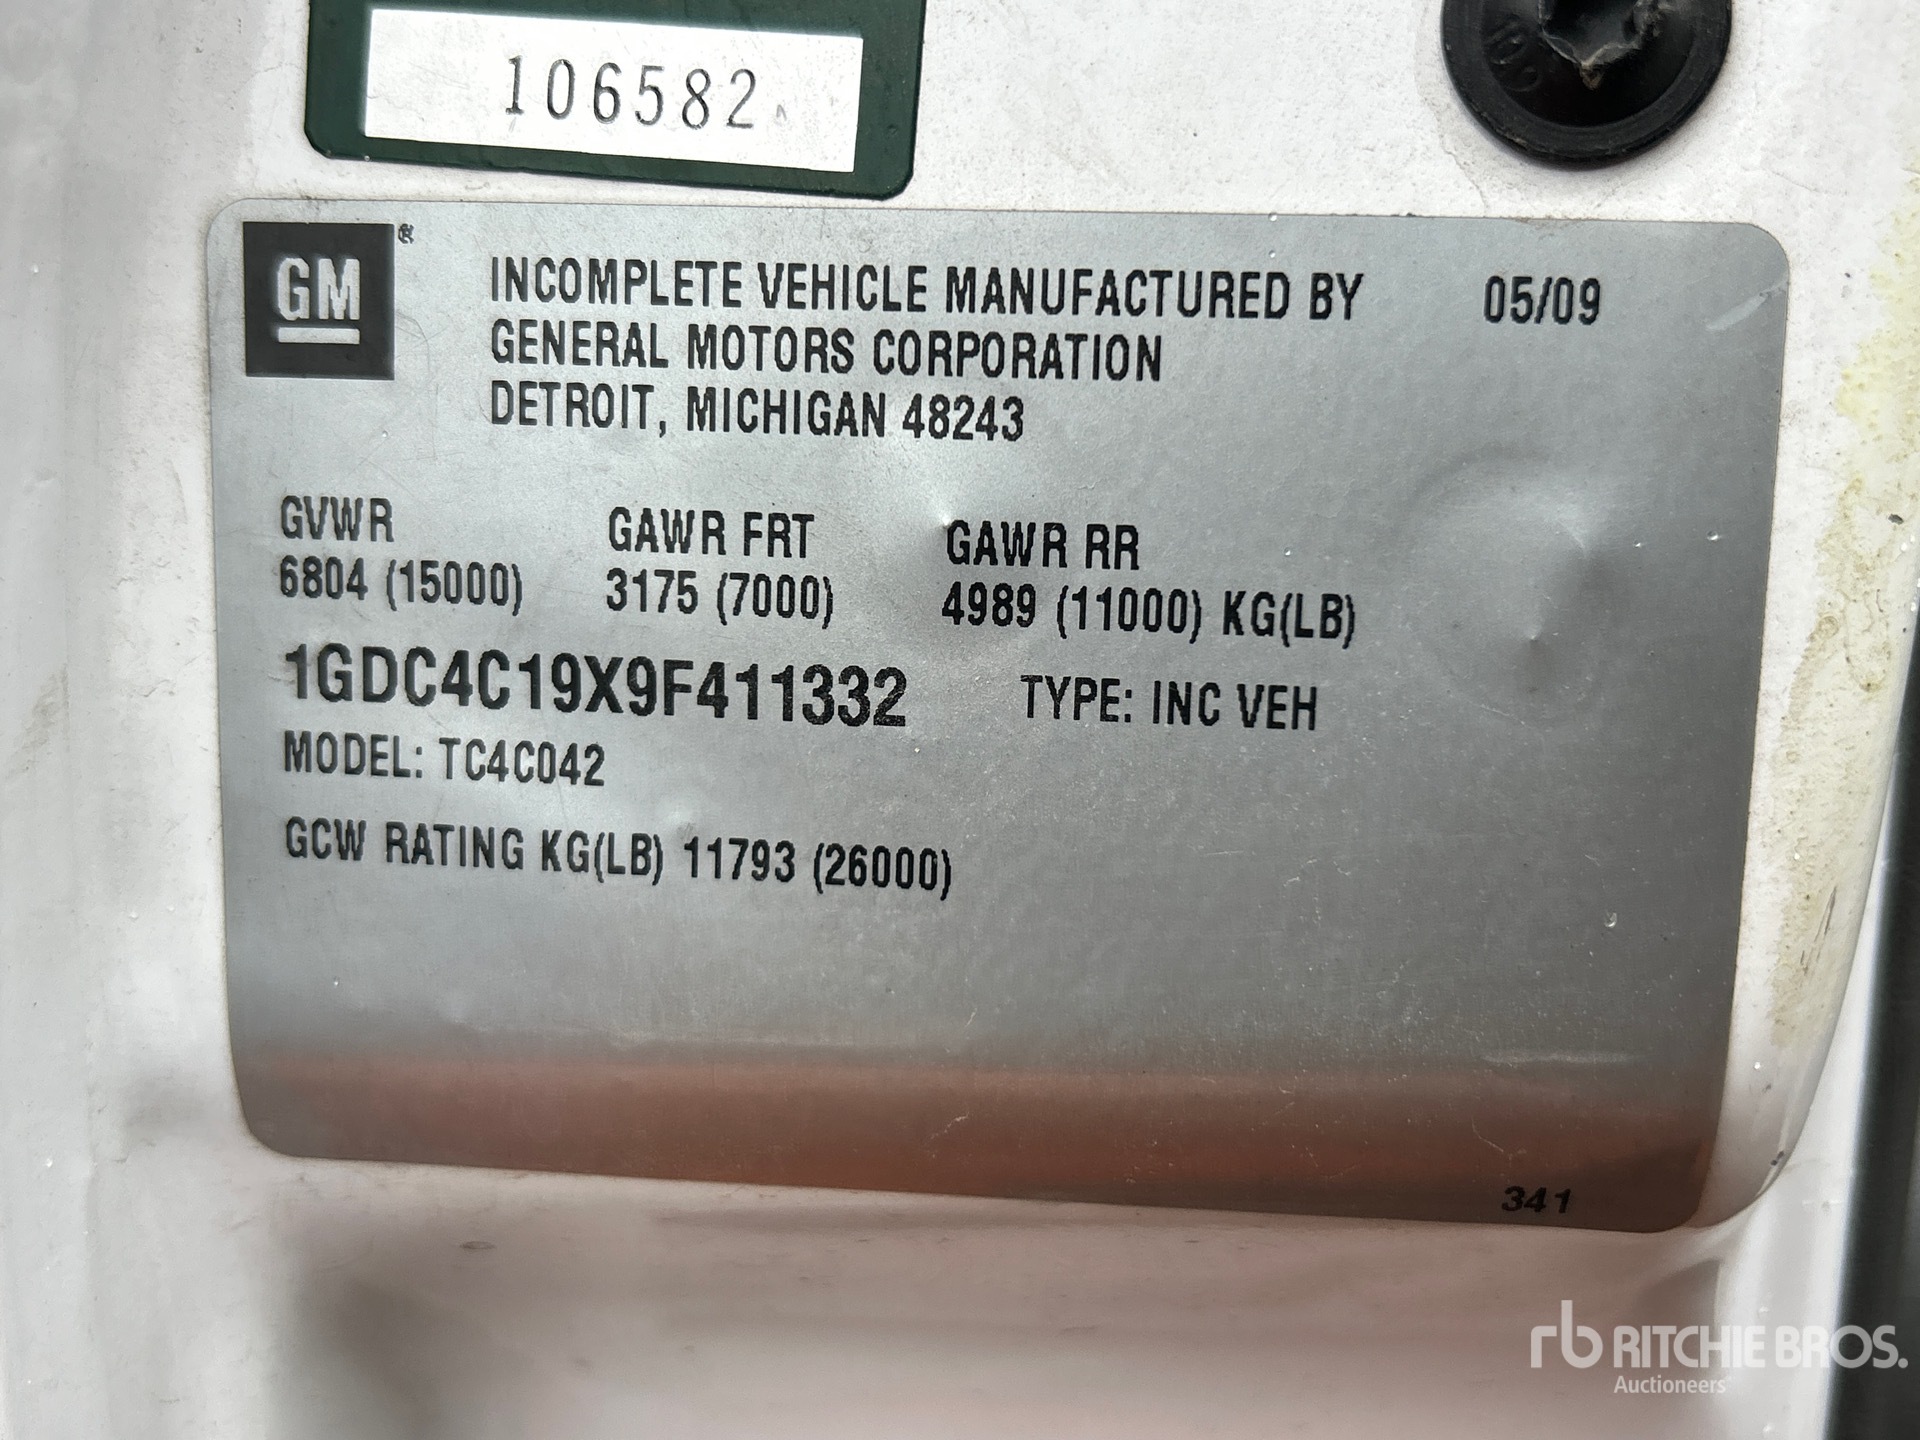 106582
GM®
INCOMPLETE VEHICLE MANUFACTURED BY 05/09
GENERAL MOTORS CORPORATION
DETROIT, MICHIGAN 48243
GVWR GAWR FRT GAWR RR
6804 (15000) 3175 (7000) 4989 (11000) KG(LB)
1GDC4C19X9F411332 TYPE: INC VEH
MODEL: TC4C042
GCW RATING KG(LB) 11793 (26000)
341
rb RITCHIE BROS.
Auctioneers